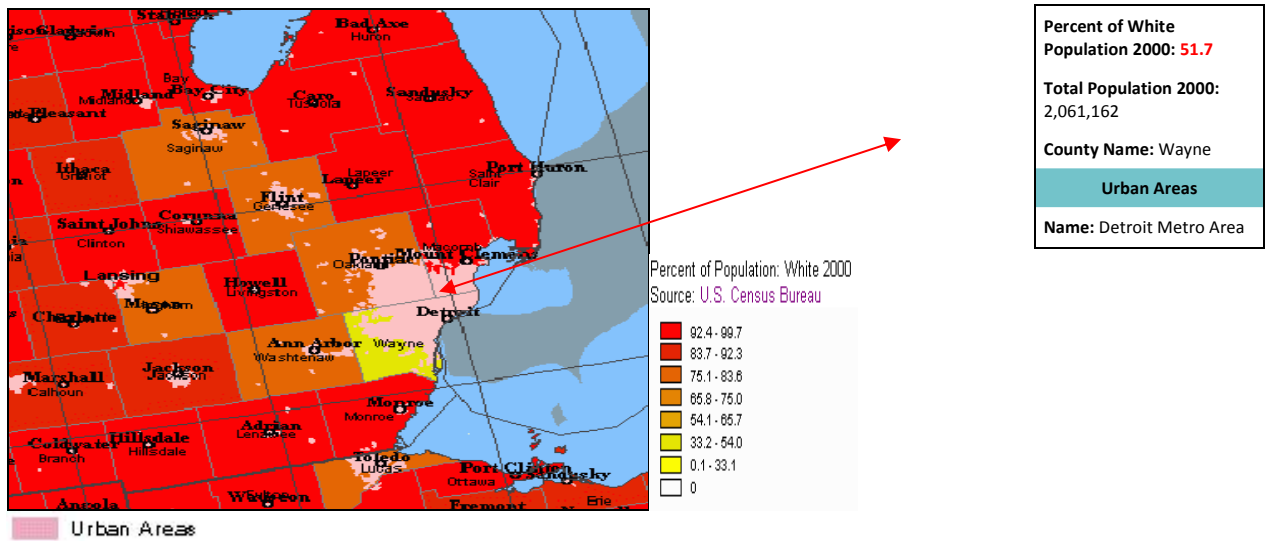 Bad Axe
Huron
Gladwin
Bay
Midland
Midland
Bay City
Caro
Tuscola
Sandusky
Sanilac
Pleasant
Saginaw
Saginaw
Ithaca
Gratiot
Lapeer
Lapeer
Port Huron
Saint
Clair
Flint
Genesee
Saint Johns
Clinton
Corunna
Shiawassee
Macomb
Mount Clemens
Pontiac
Oakland
Lansing
Howell
Livingston
Mason
Charlotte
Detroit
Ann Arbor
Washtenaw
Wayne
Jackson
Jackson
Marshall
Calhoun
Monroe
Monroe
Adrian
Lenawee
Coldwater
Branch
Hillsdale
Hillsdale
Toledo
Lucas
Port Clinton
Sandusky
Ottawa
Erie
Angola
Wauseon
Fremont
Urban Areas
Percent of Population: White 2000
Source: U.S. Census Bureau
92.4 - 99.7
83.7 - 92.3
75.1 - 83.6
65.8 - 75.0
54.1 - 65.7
33.2 - 54.0
0.1 - 33.1
0
Percent of White
Population 2000: 51.7
Total Population 2000:
2,061,162
County Name: Wayne
Urban Areas
Name: Detroit Metro Area